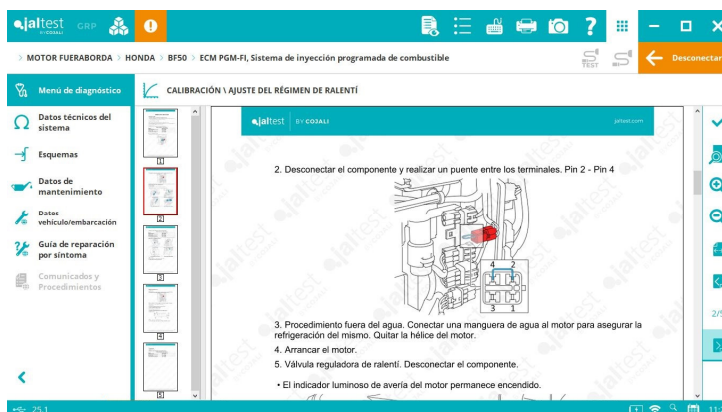 jaltest GRP
BY COJALI
MOTOR FUERABORDA > HONDA > BF50 > ECM PGM-FI, Sistema de inyección programada de combustible
TEST
Desconectar
Menú de diagnóstico
CALIBRACIÓN \ AJUSTE DEL RÉGIMEN DE RALENTÍ
Datos técnicos del
sistema
Esquemas
Datos de
mantenimiento
Datos
vehículo/embarcación
Guía de reparación
por síntoma
Comunicados y
Procedimientos
1
2
3
4
5
jaltest BY COJALI
jaltest.com
2. Desconectar el componente y realizar un puente entre los terminales. Pin 2 - Pin 4
4 2
3 1
3. Procedimiento fuera del agua. Conectar una manguera de agua al motor para asegurar la
refrigeración del mismo. Quitar la hélice del motor.
4. Arrancar el motor.
5. Válvula reguladora de ralentí. Desconectar el componente.
• El indicador luminoso de avería del motor permanece encendido.
2/5
25.1